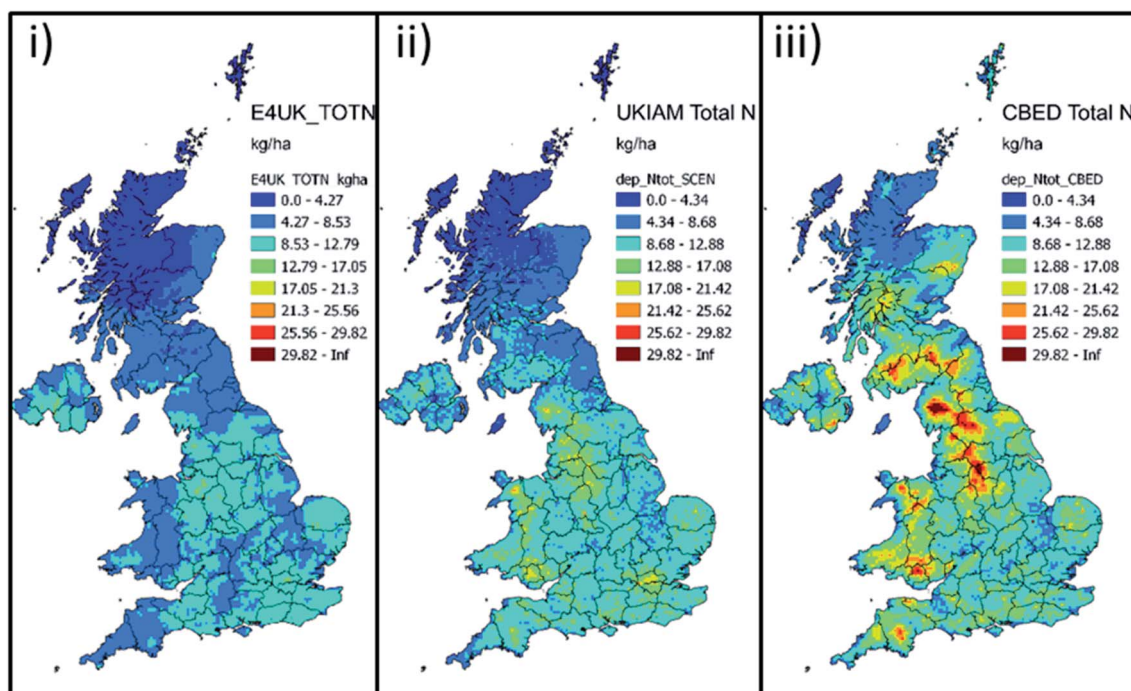 i)
E4UK_TOTN
kg/ha
E4UK TOTN kgha
0.0 - 4.27
4.27 - 8.53
8.53 - 12.79
12.79 - 17.05
17.05 - 21.3
21.3 - 25.56
25.56 - 29.82
29.82 - Inf
ii)
UKIAM Total N
kg/ha
dep_Ntot_SCEN
0.0 - 4.34
4.34 - 8.68
8.68 - 12.88
12.88 - 17.08
17.08 - 21.42
21.42 - 25.62
25.62 - 29.82
29.82 - Inf
iii)
CBED Total N
kg/ha
dep_Ntot_CBED
0.0 - 4.34
4.34 - 8.68
8.68 - 12.88
12.88 - 17.08
17.08 - 21.42
21.42 - 25.62
25.62 - 29.82
29.82 - Inf